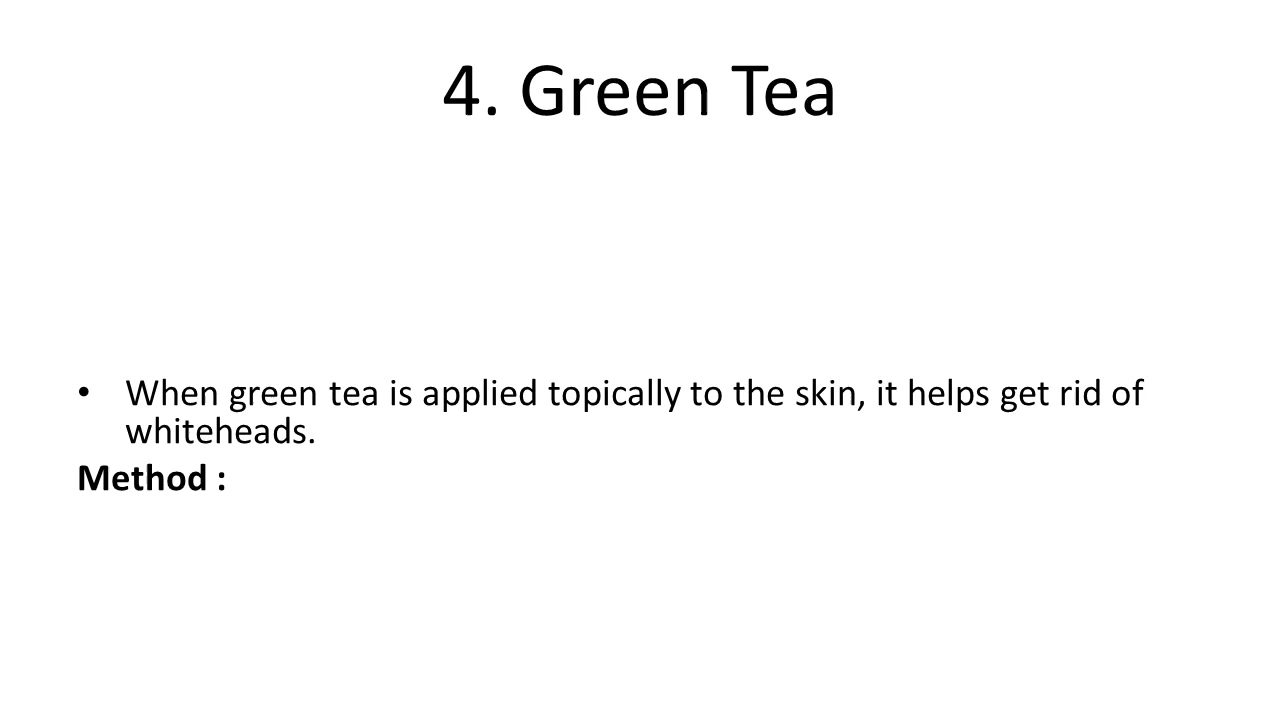 4. Green Tea
• When green tea is applied topically to the skin, it helps get rid of
whiteheads.
Method :